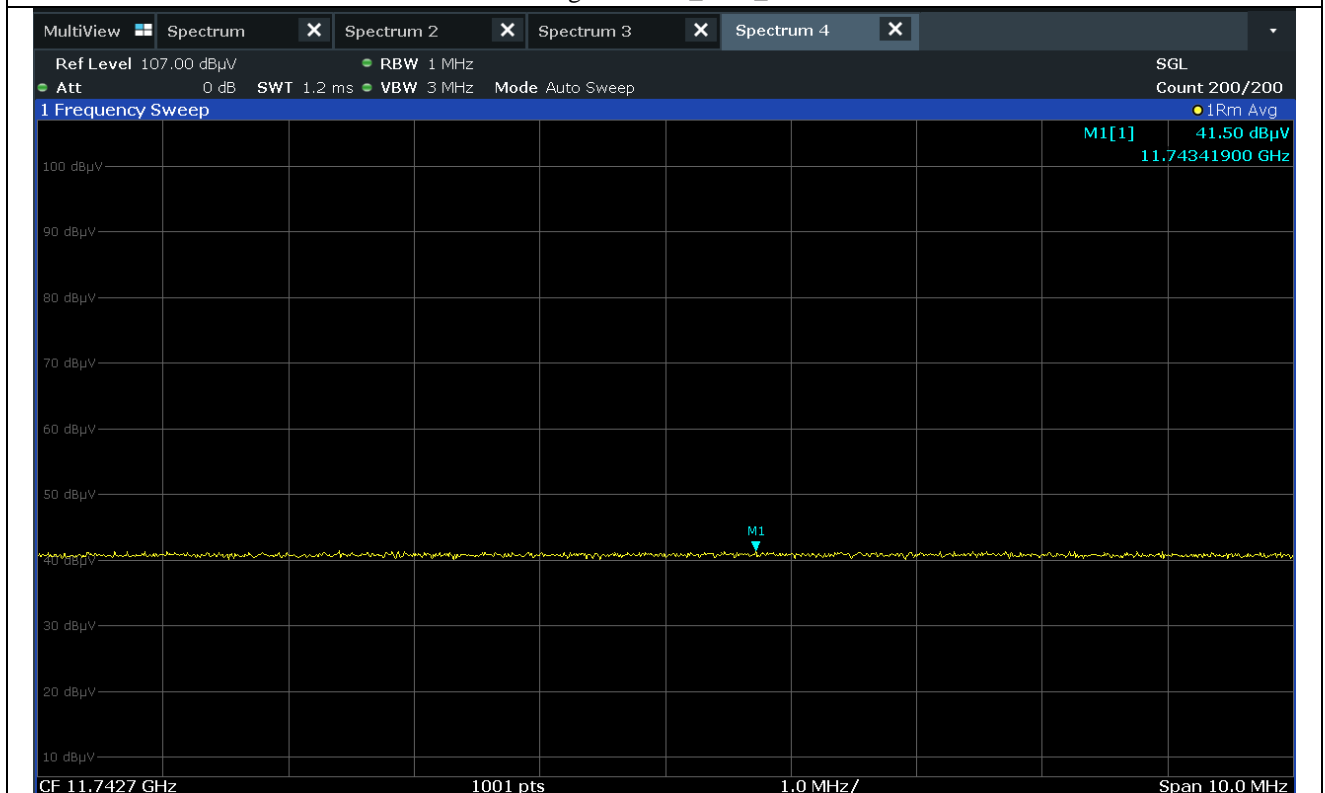 MultiView Spectrum X Spectrum 2 X Spectrum 3 X Spectrum 4 X
Ref Level 107.00 dBµV RBW 1 MHz SGL
Att 0 dB SWT 1.2 ms VBW 3 MHz Mode Auto Sweep Count 200/200
1 Frequency Sweep 1Rm Avg
M1[1] 41.50 dBµV
11.74341900 GHz
100 dBµV
90 dBµV
80 dBµV
70 dBµV
60 dBµV
50 dBµV
M1
40 dBµV
30 dBµV
20 dBµV
10 dBµV
CF 11.7427 GHz 1001 pts 1.0 MHz/ Span 10.0 MHz